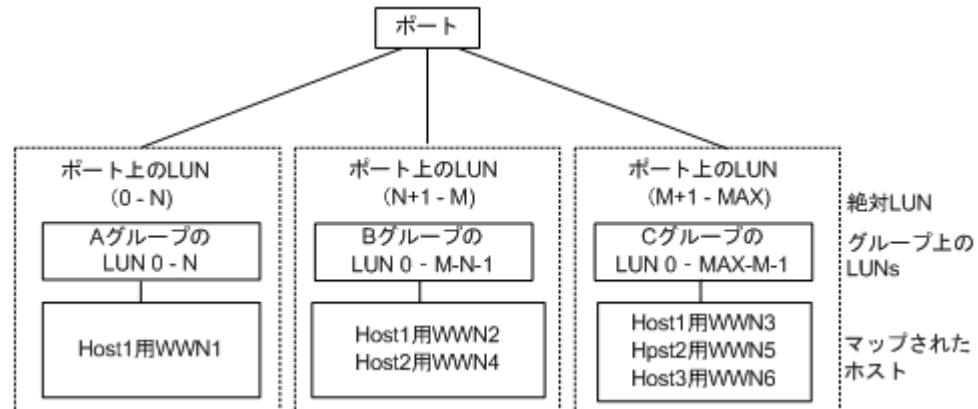 ポート
ポート上のLUN
(0 - N)
Aグループの
LUN 0 - N
Host1用WWN1
ポート上のLUN
(N+1 - M)
Bグループの
LUN 0 - M-N-1
Host1用WWN2
Host2用WWN4
ポート上のLUN
(M+1 - MAX)
Cグループの
LUN 0 - MAX-M-1
Host1用WWN3
Hpst2用WWN5
Host3用WWN6
絶対LUN
グループ上の
LUNs
マップされた
ホスト